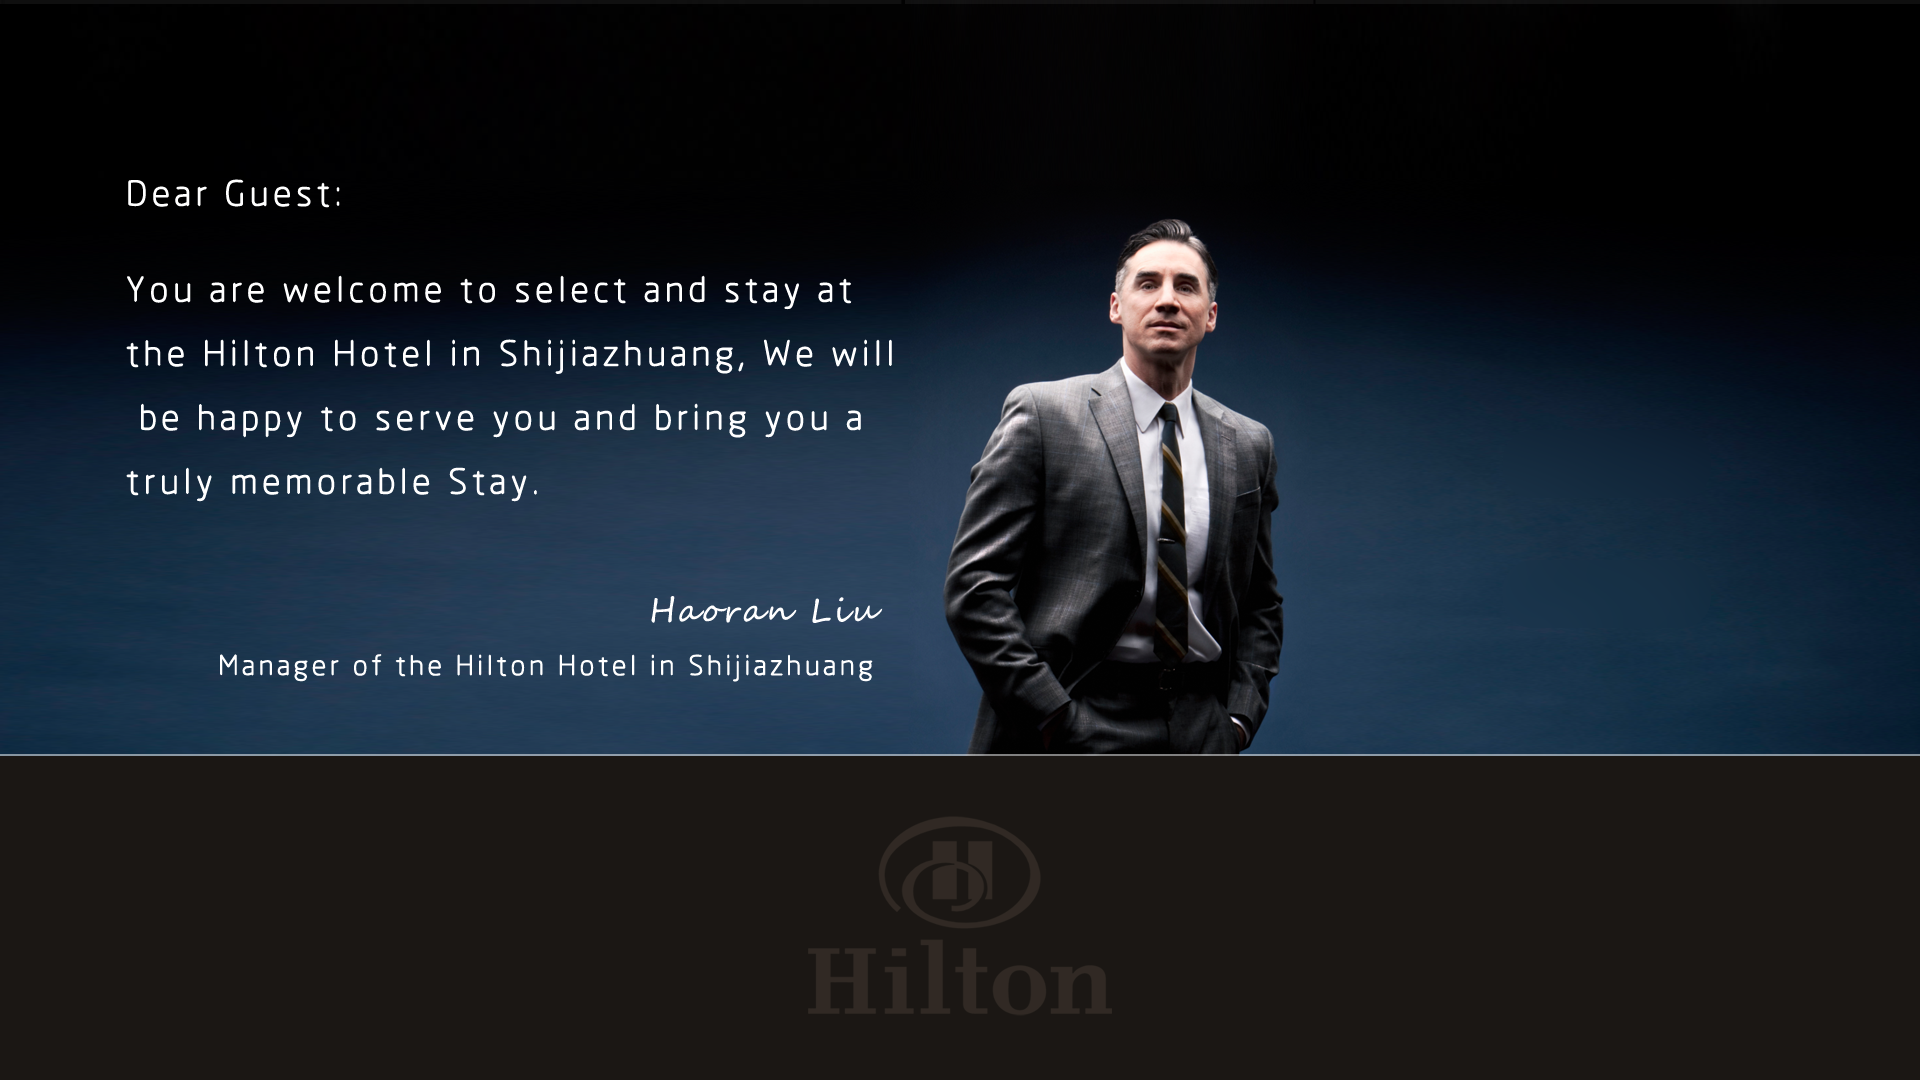 Dear Guest:
You are welcome to select and stay at
the Hilton Hotel in Shijiazhuang, We will
be happy to serve you and bring you a
truly memorable Stay.
Haoran Liu
Manager of the Hilton Hotel in Shijiazhuang
Hilton